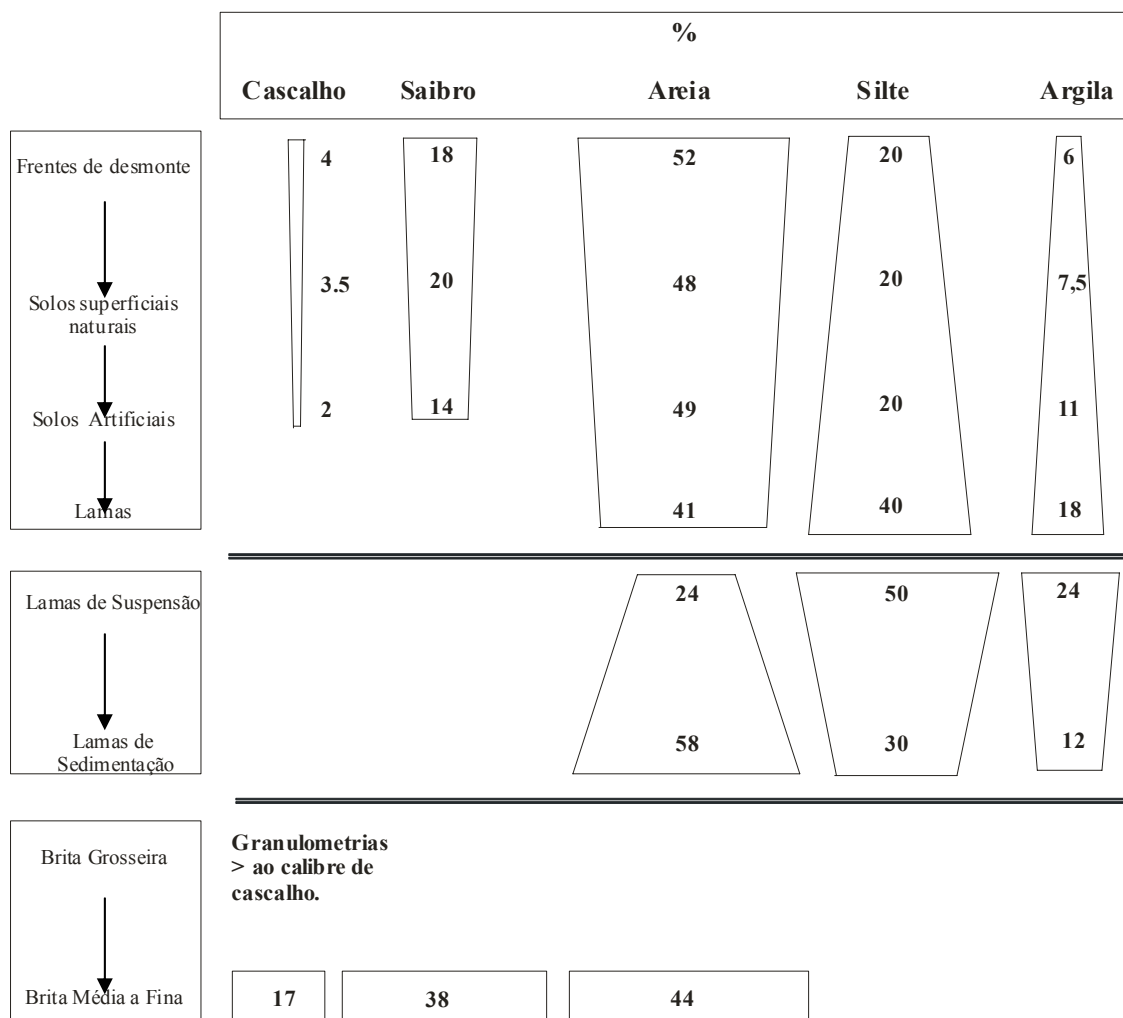 %
Cascalho Saibro Areia Silte Argila
Frentes de desmonte 4 18 52 20 6
Solos superficiais
naturais 3.5 20 48 20 7,5
Solos Artificiais 2 14 49 20 11
Lamas 41 40 18
Lamas de Suspensão 24 50 24
Lamas de
Sedimentação 58 30 12
Brita Grosseira
Granulometrias
> ao calibre de
cascalho.
Brita Média a Fina 17 38 44